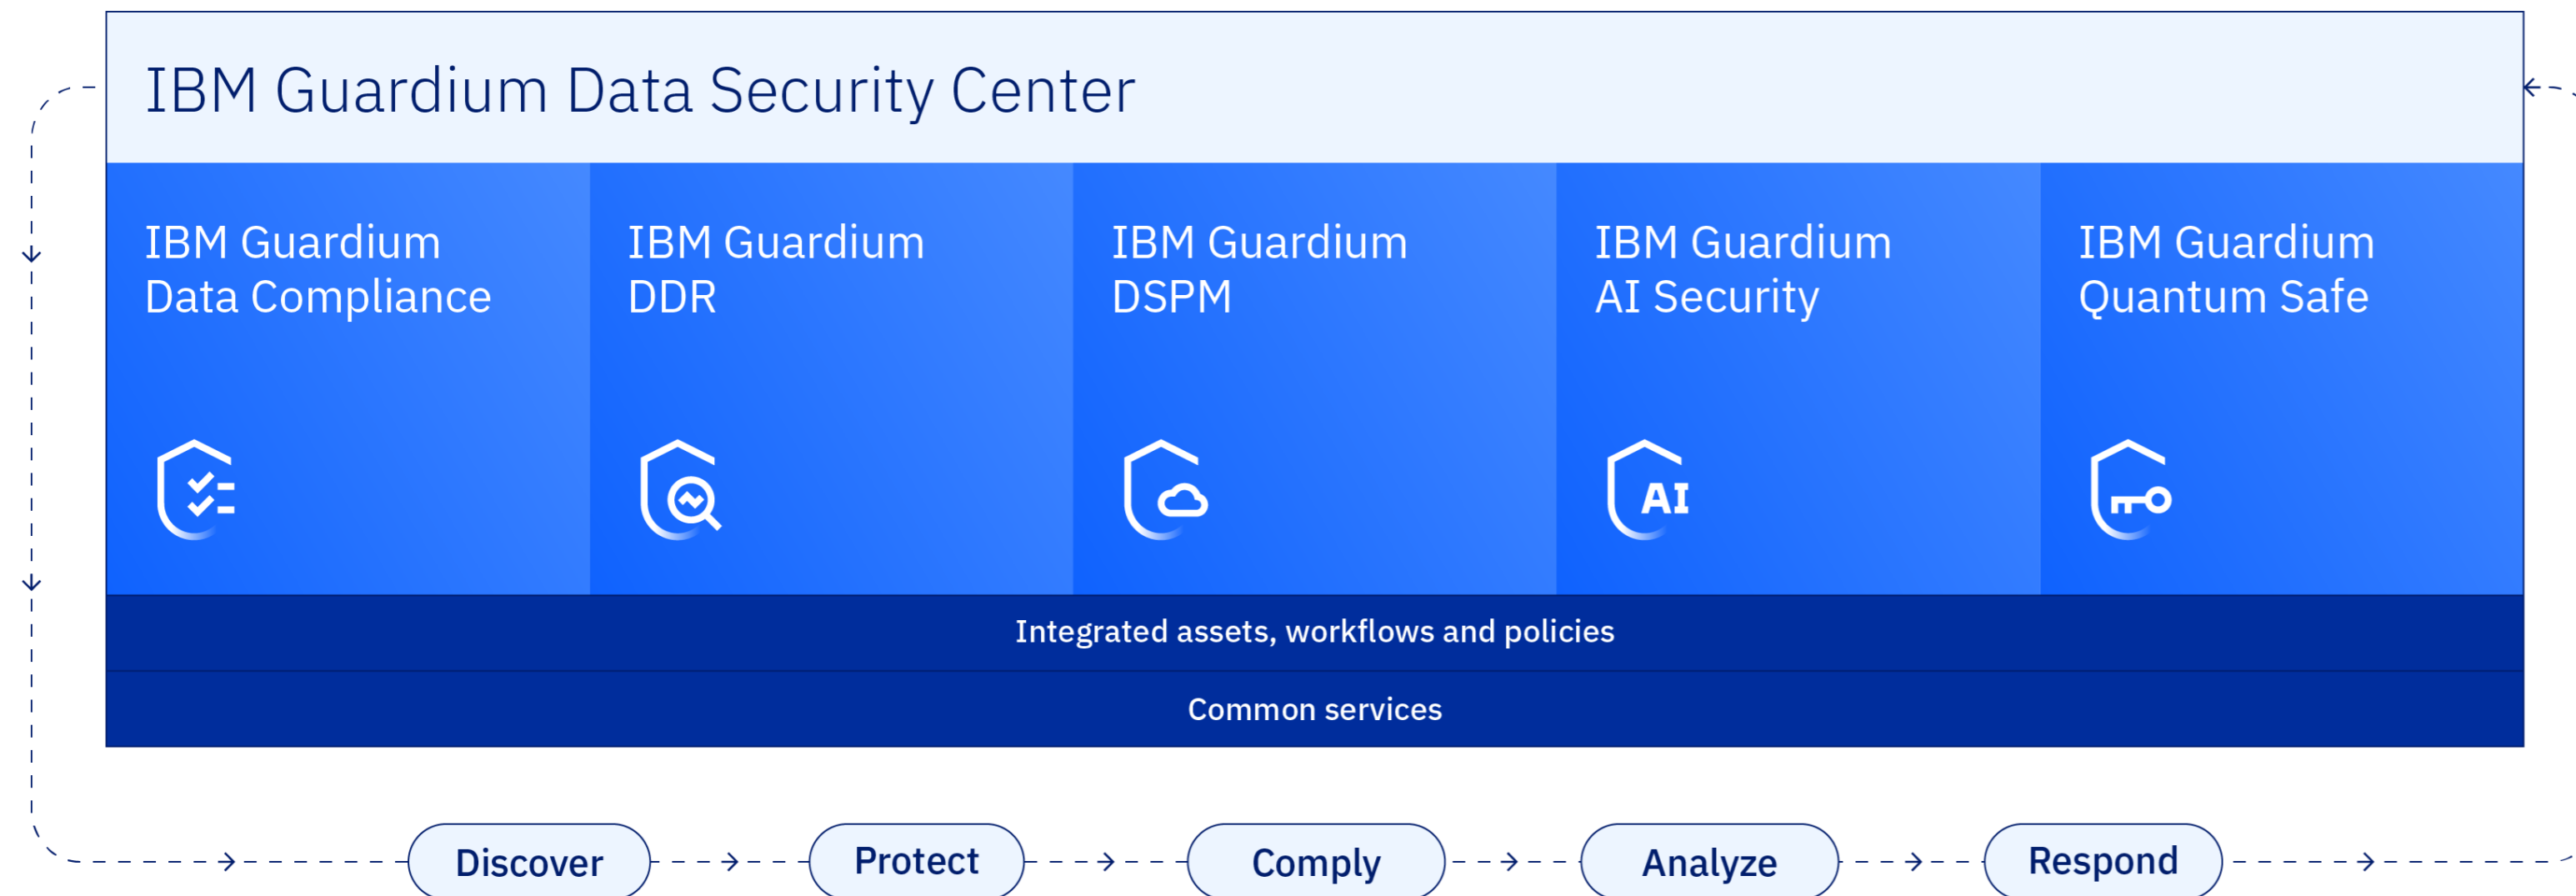 IBM Guardium Data Security Center
IBM Guardium
Data Compliance
IBM Guardium
DDR
IBM Guardium
DSPM
IBM Guardium
AI Security
IBM Guardium
Quantum Safe
AI
Integrated assets, workflows and policies
Common services
Discover
Protect
Comply
Analyze
Respond